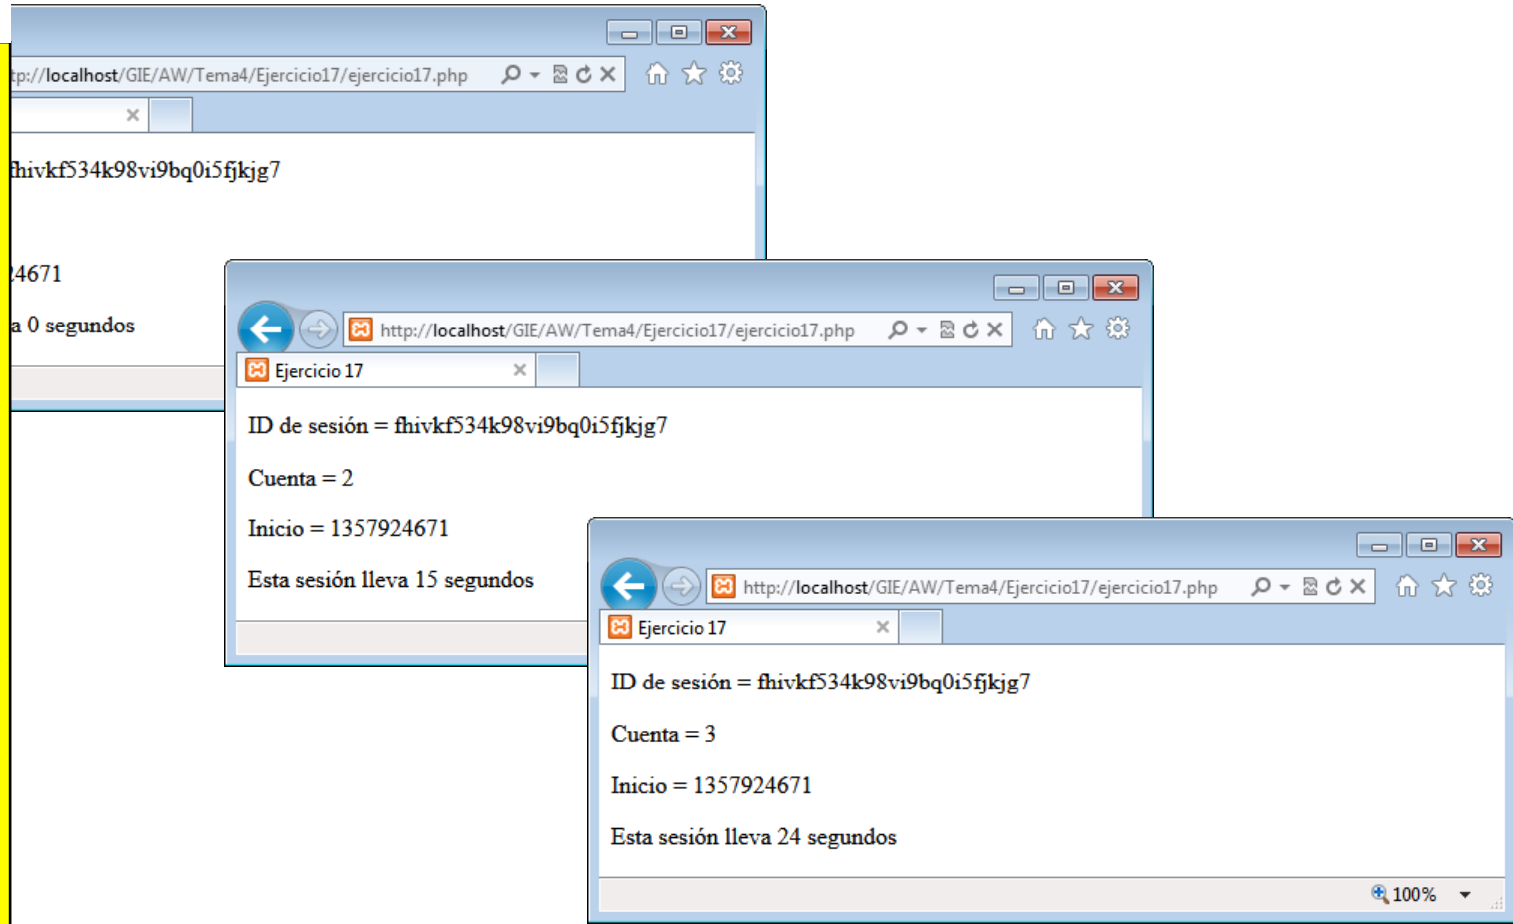 tp://localhost/GIE/AW/Tema4/Ejercicio17/ejercicio17.php
fhivkf534k98vi9bq0i5fjkjg7
24671
a 0 segundos
http://localhost/GIE/AW/Tema4/Ejercicio17/ejercicio17.php
Ejercicio 17
ID de sesión = fhivkf534k98vi9bq0i5fjkjg7
Cuenta = 2
Inicio = 1357924671
Esta sesión lleva 15 segundos
http://localhost/GIE/AW/Tema4/Ejercicio17/ejercicio17.php
Ejercicio 17
ID de sesión = fhivkf534k98vi9bq0i5fjkjg7
Cuenta = 3
Inicio = 1357924671
Esta sesión lleva 24 segundos
100%